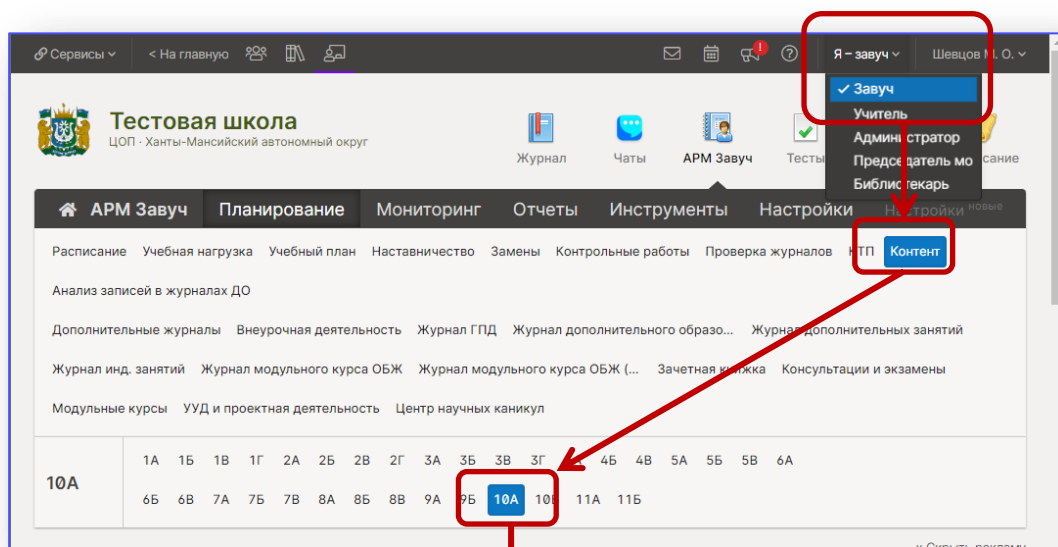 Сервисы < На главную Я – завуч Шевцов М. О.
Завуч
Учитель
Администратор
Председатель мо
Библиотекарь
Тестовая школа
ЦОП · Ханты-Мансийский автономный округ
Журнал Чаты АРМ Завуч Тесты
АРМ Завуч Планирование Мониторинг Отчеты Инструменты Настройки Настройки новые
Расписание Учебная нагрузка Учебный план Наставничество Замены Контрольные работы Проверка журналов КТП Контент
Анализ записей в журналах ДО
Дополнительные журналы Внеурочная деятельность Журнал ГПД Журнал дополнительного образо... Журнал дополнительных занятий
Журнал инд. занятий Журнал модульного курса ОБЖ Журнал модульного курса ОБЖ (... Зачетная книжка Консультации и экзамены
Модульные курсы УУД и проектная деятельность Центр научных каникул
10А
1А 1Б 1В 1Г 2А 2Б 2В 2Г 3А 3Б 3В 3Г 4Б 4В 5А 5Б 5В 6А
6Б 6В 7А 7Б 7В 8А 8Б 8В 9А 9Б 10А 10Б 11А 11Б